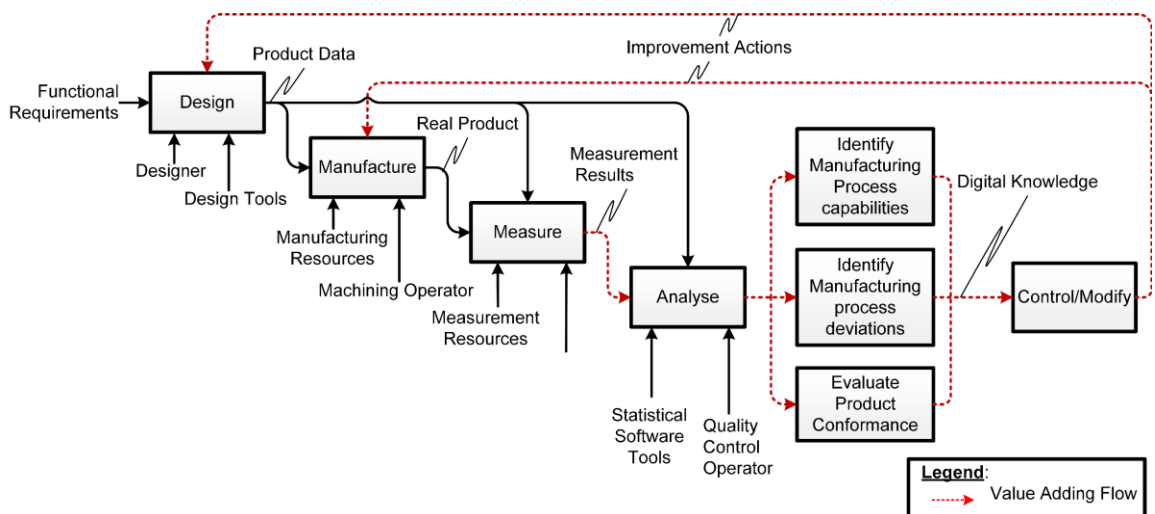 Improvement Actions
Product Data
Functional
Requirements
Design
Designer
Design Tools
Real Product
Manufacture
Manufacturing
Resources
Machining Operator
Measurement
Results
Measure
Measurement
Resources
Analyse
Statistical
Software
Tools
Quality
Control
Operator
Identify
Manufacturing
Process
capabilities
Identify
Manufacturing
process
deviations
Evaluate
Product
Conformance
Digital Knowledge
Control/Modify
Legend:
Value Adding Flow